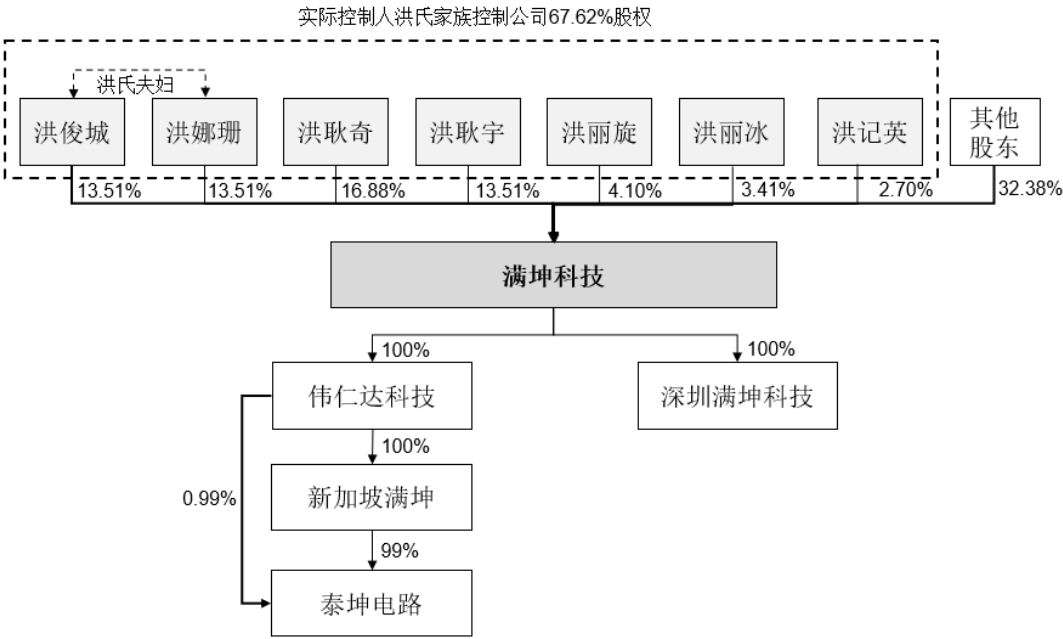 实际控制人洪氏家族控制公司67.62%股权
洪氏夫妇
洪俊城
洪娜珊
洪耿奇
洪耿宇
洪丽旋
洪丽冰
洪记英
其他
股东
13.51%
13.51%
16.88%
13.51%
4.10%
3.41%
2.70%
32.38%
满坤科技
100%
100%
伟仁达科技
深圳满坤科技
100%
0.99%
新加坡满坤
99%
泰坤电路